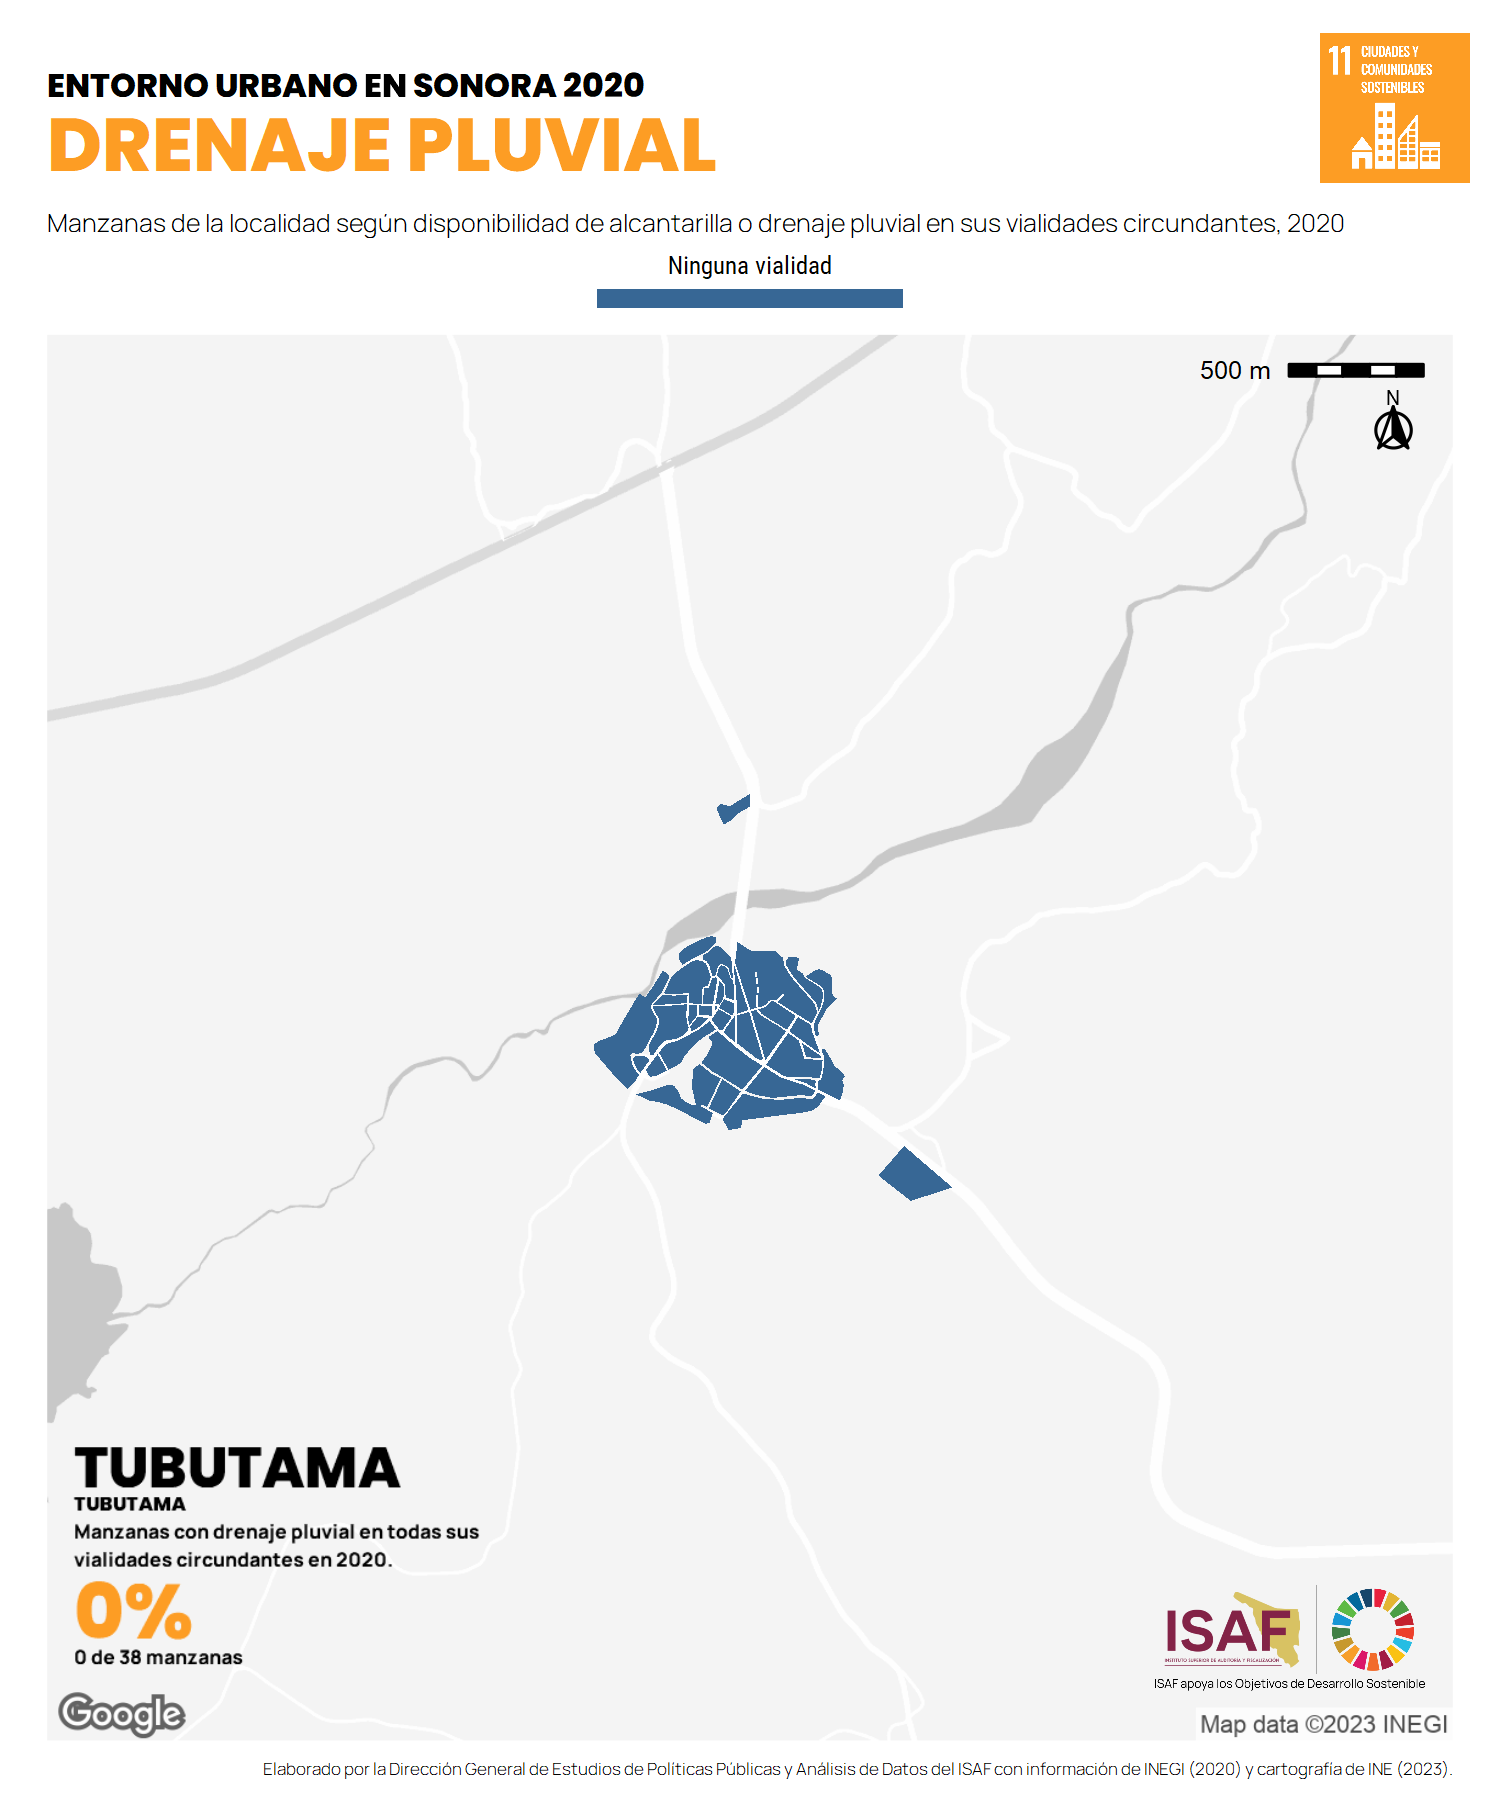 ENTORNO URBANO EN SONORA 2020
DRENAJE PLUVIAL
11 CIUDADES Y
COMUNIDADES
SOSTENIBLES
Manzanas de la localidad según disponibilidad de alcantarilla o drenaje pluvial en sus vialidades circundantes, 2020
Ninguna vialidad
500 m
N
TUBUTAMA
TUBUTAMA
Manzanas con drenaje pluvial en todas sus
vialidades circundantes en 2020.
0%
0 de 38 manzanas
ISAF
INSTITUTO SUPERIOR DE AUDITORÍA Y FISCALIZACIÓN
ISAF apoya los Objetivos de Desarrollo Sostenible
Google
Map data ©2023 INEGI
Elaborado por la Dirección General de Estudios de Políticas Públicas y Análisis de Datos del ISAF con información de INEGI (2020) y cartografía de INE (2023).